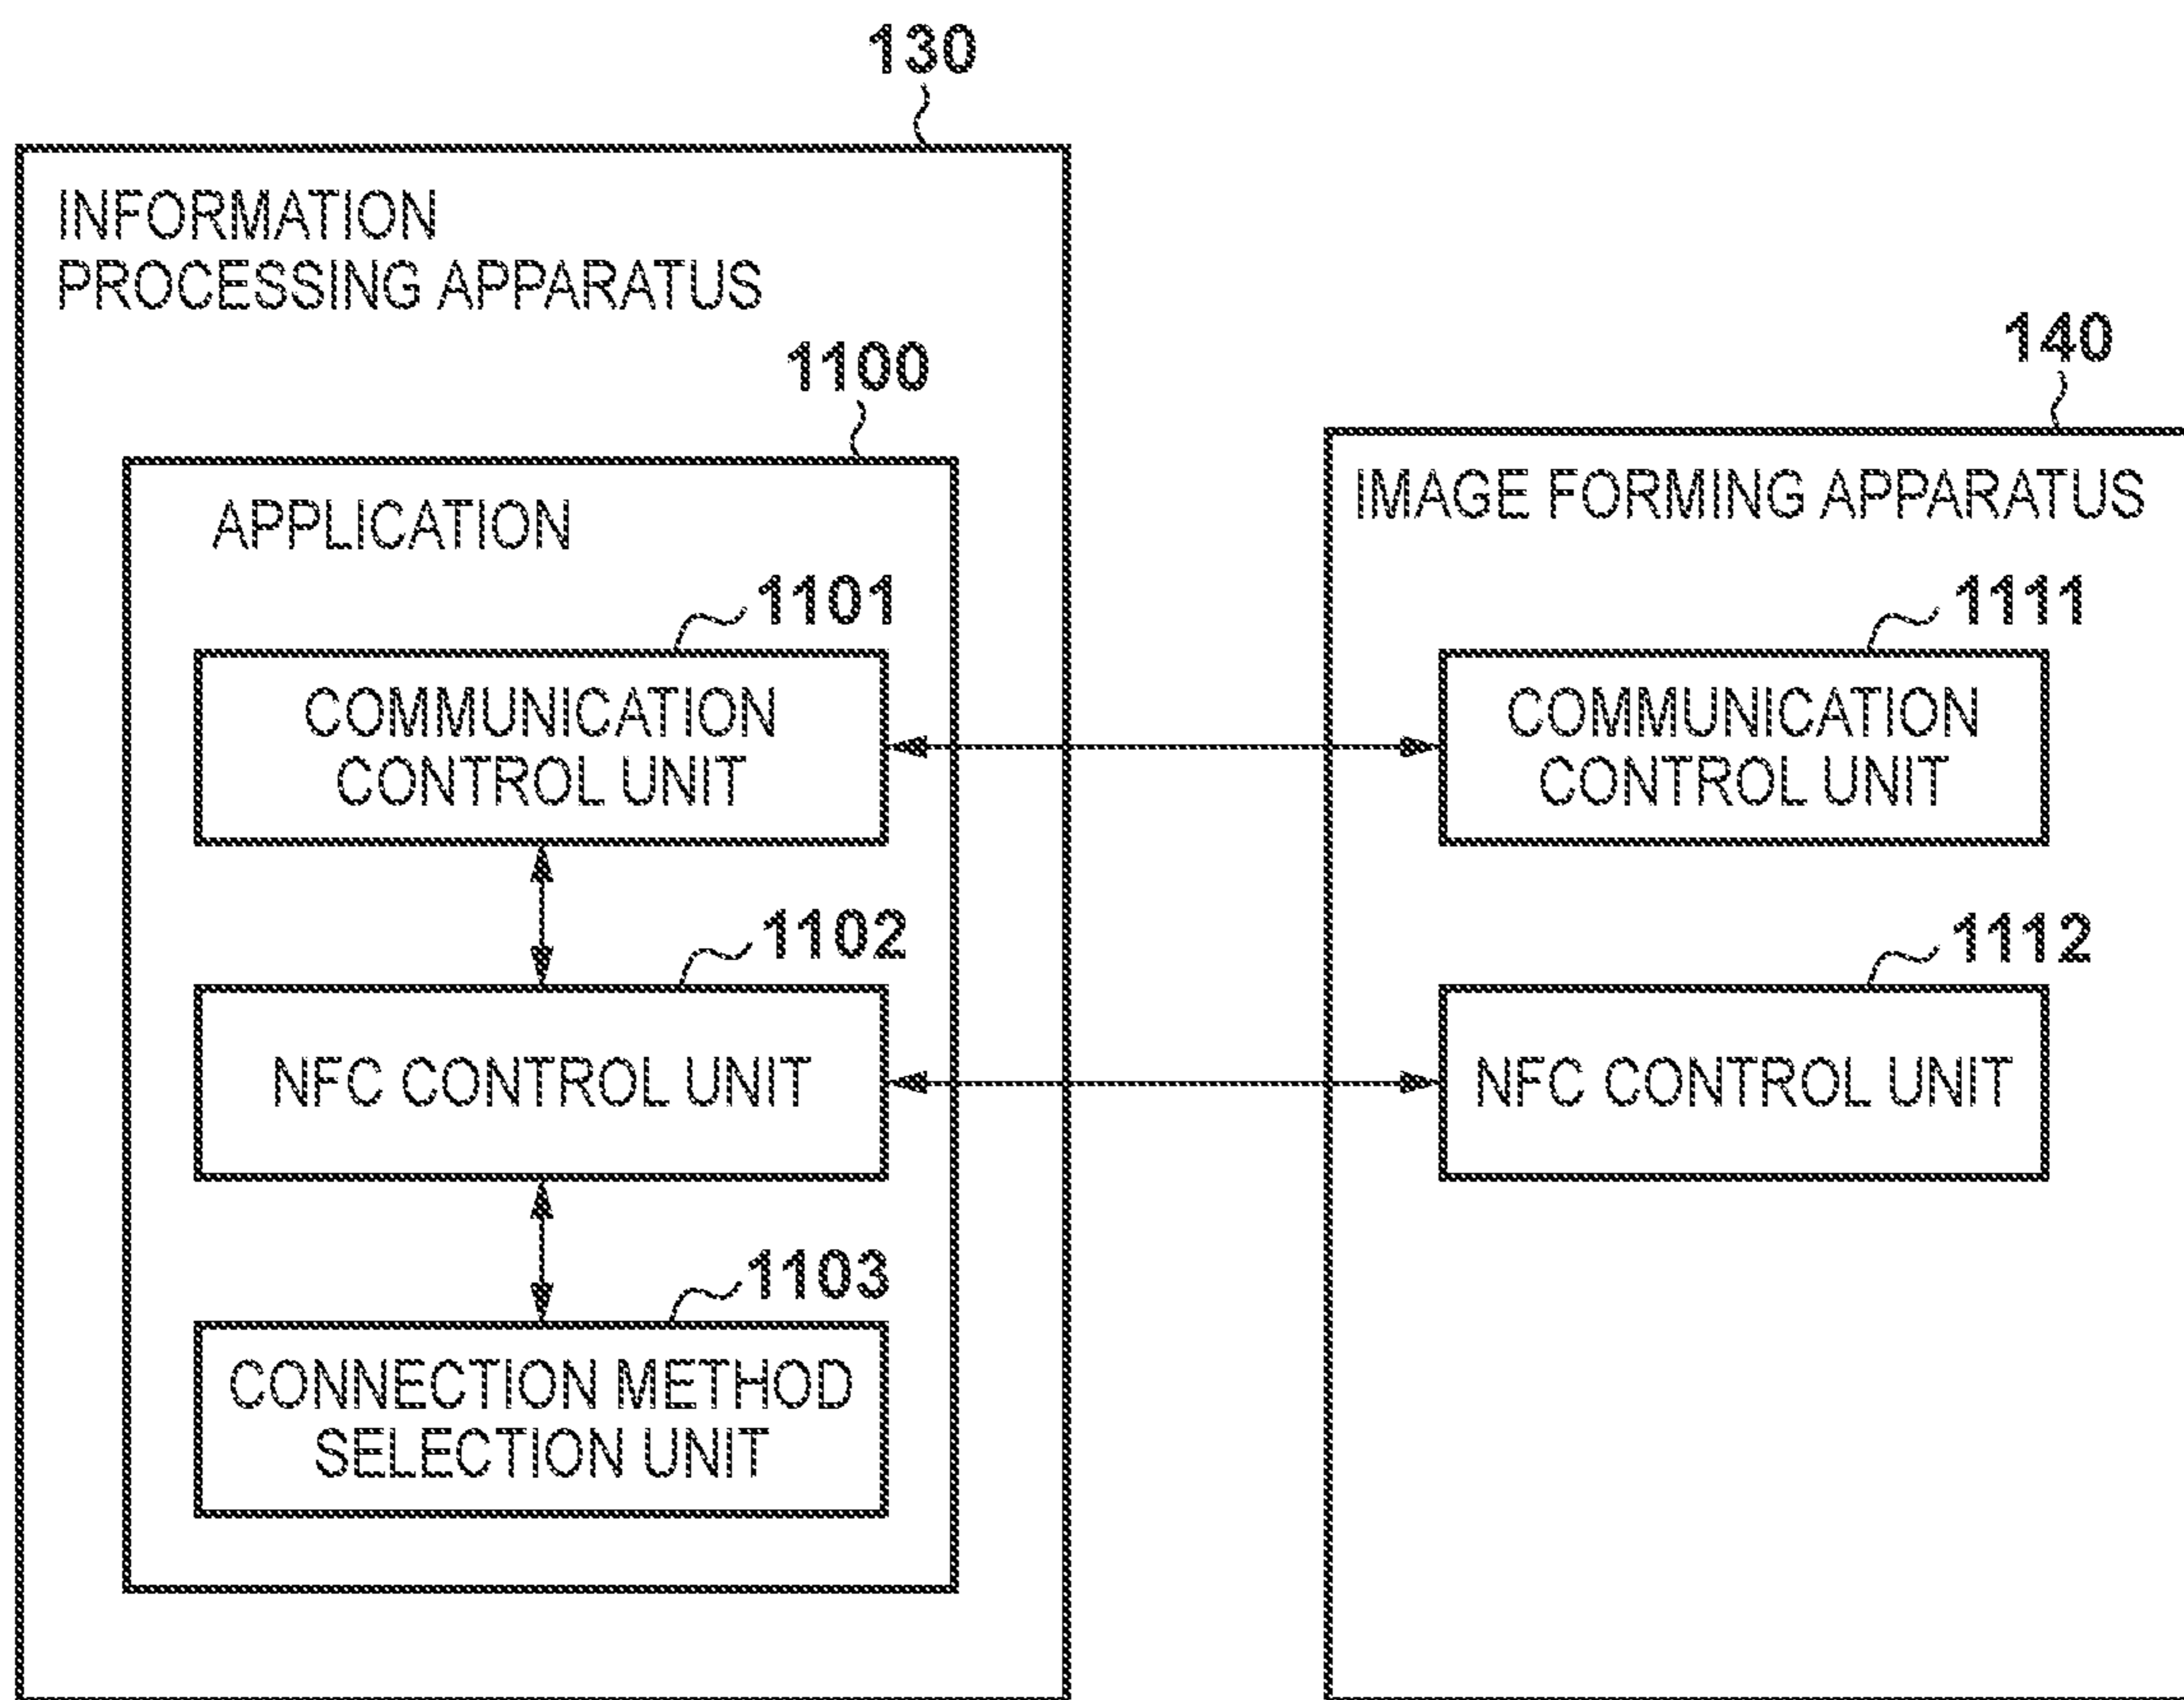 130
INFORMATION
PROCESSING APPARATUS
1100
APPLICATION
1101
COMMUNICATION
CONTROL UNIT
1102
NFC CONTROL UNIT
1103
CONNECTION METHOD
SELECTION UNIT
140
IMAGE FORMING APPARATUS
1111
COMMUNICATION
CONTROL UNIT
1112
NFC CONTROL UNIT